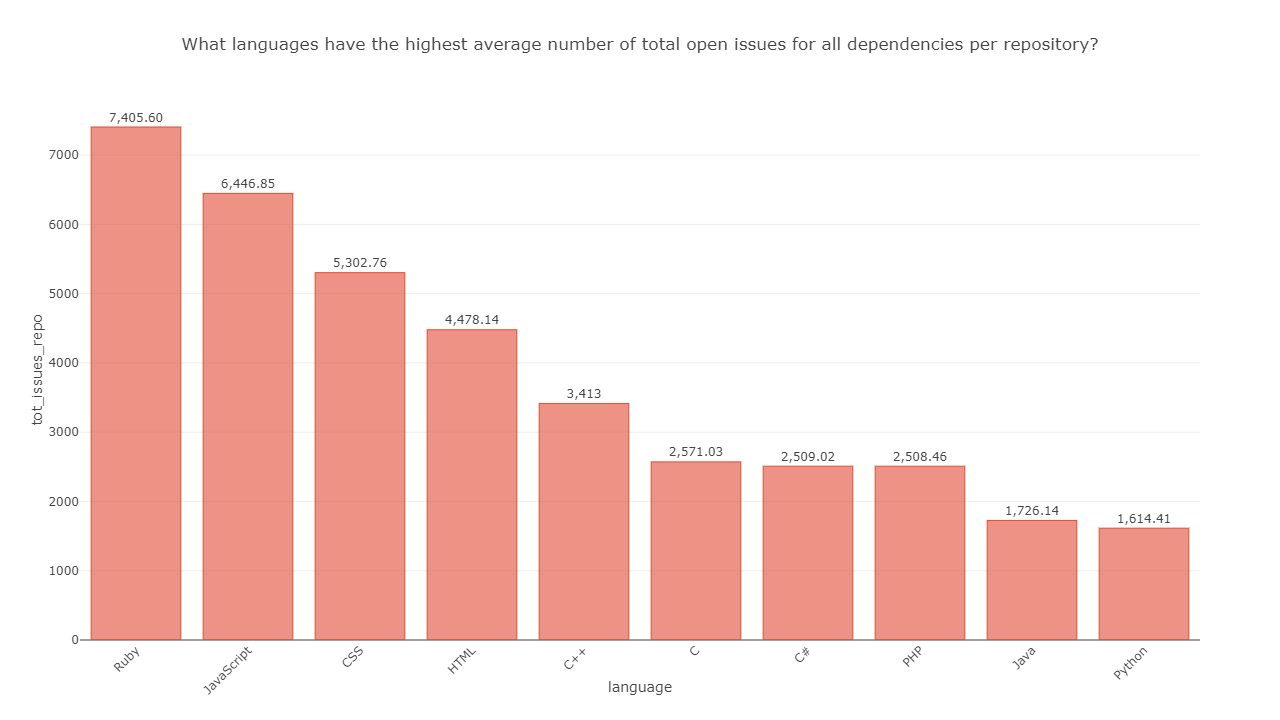 What languages have the highest average number of total open issues for all dependencies per repository?
7,405.60
6,446.85
5,302.76
4,478.14
3,413
2,571.03
2,509.02
2,508.46
1,726.14
1,614.41
7000
6000
5000
4000
3000
2000
1000
0
tot_issues_repo
Ruby
JavaScript
CSS
HTML
C++
C
C#
PHP
Java
Python
language